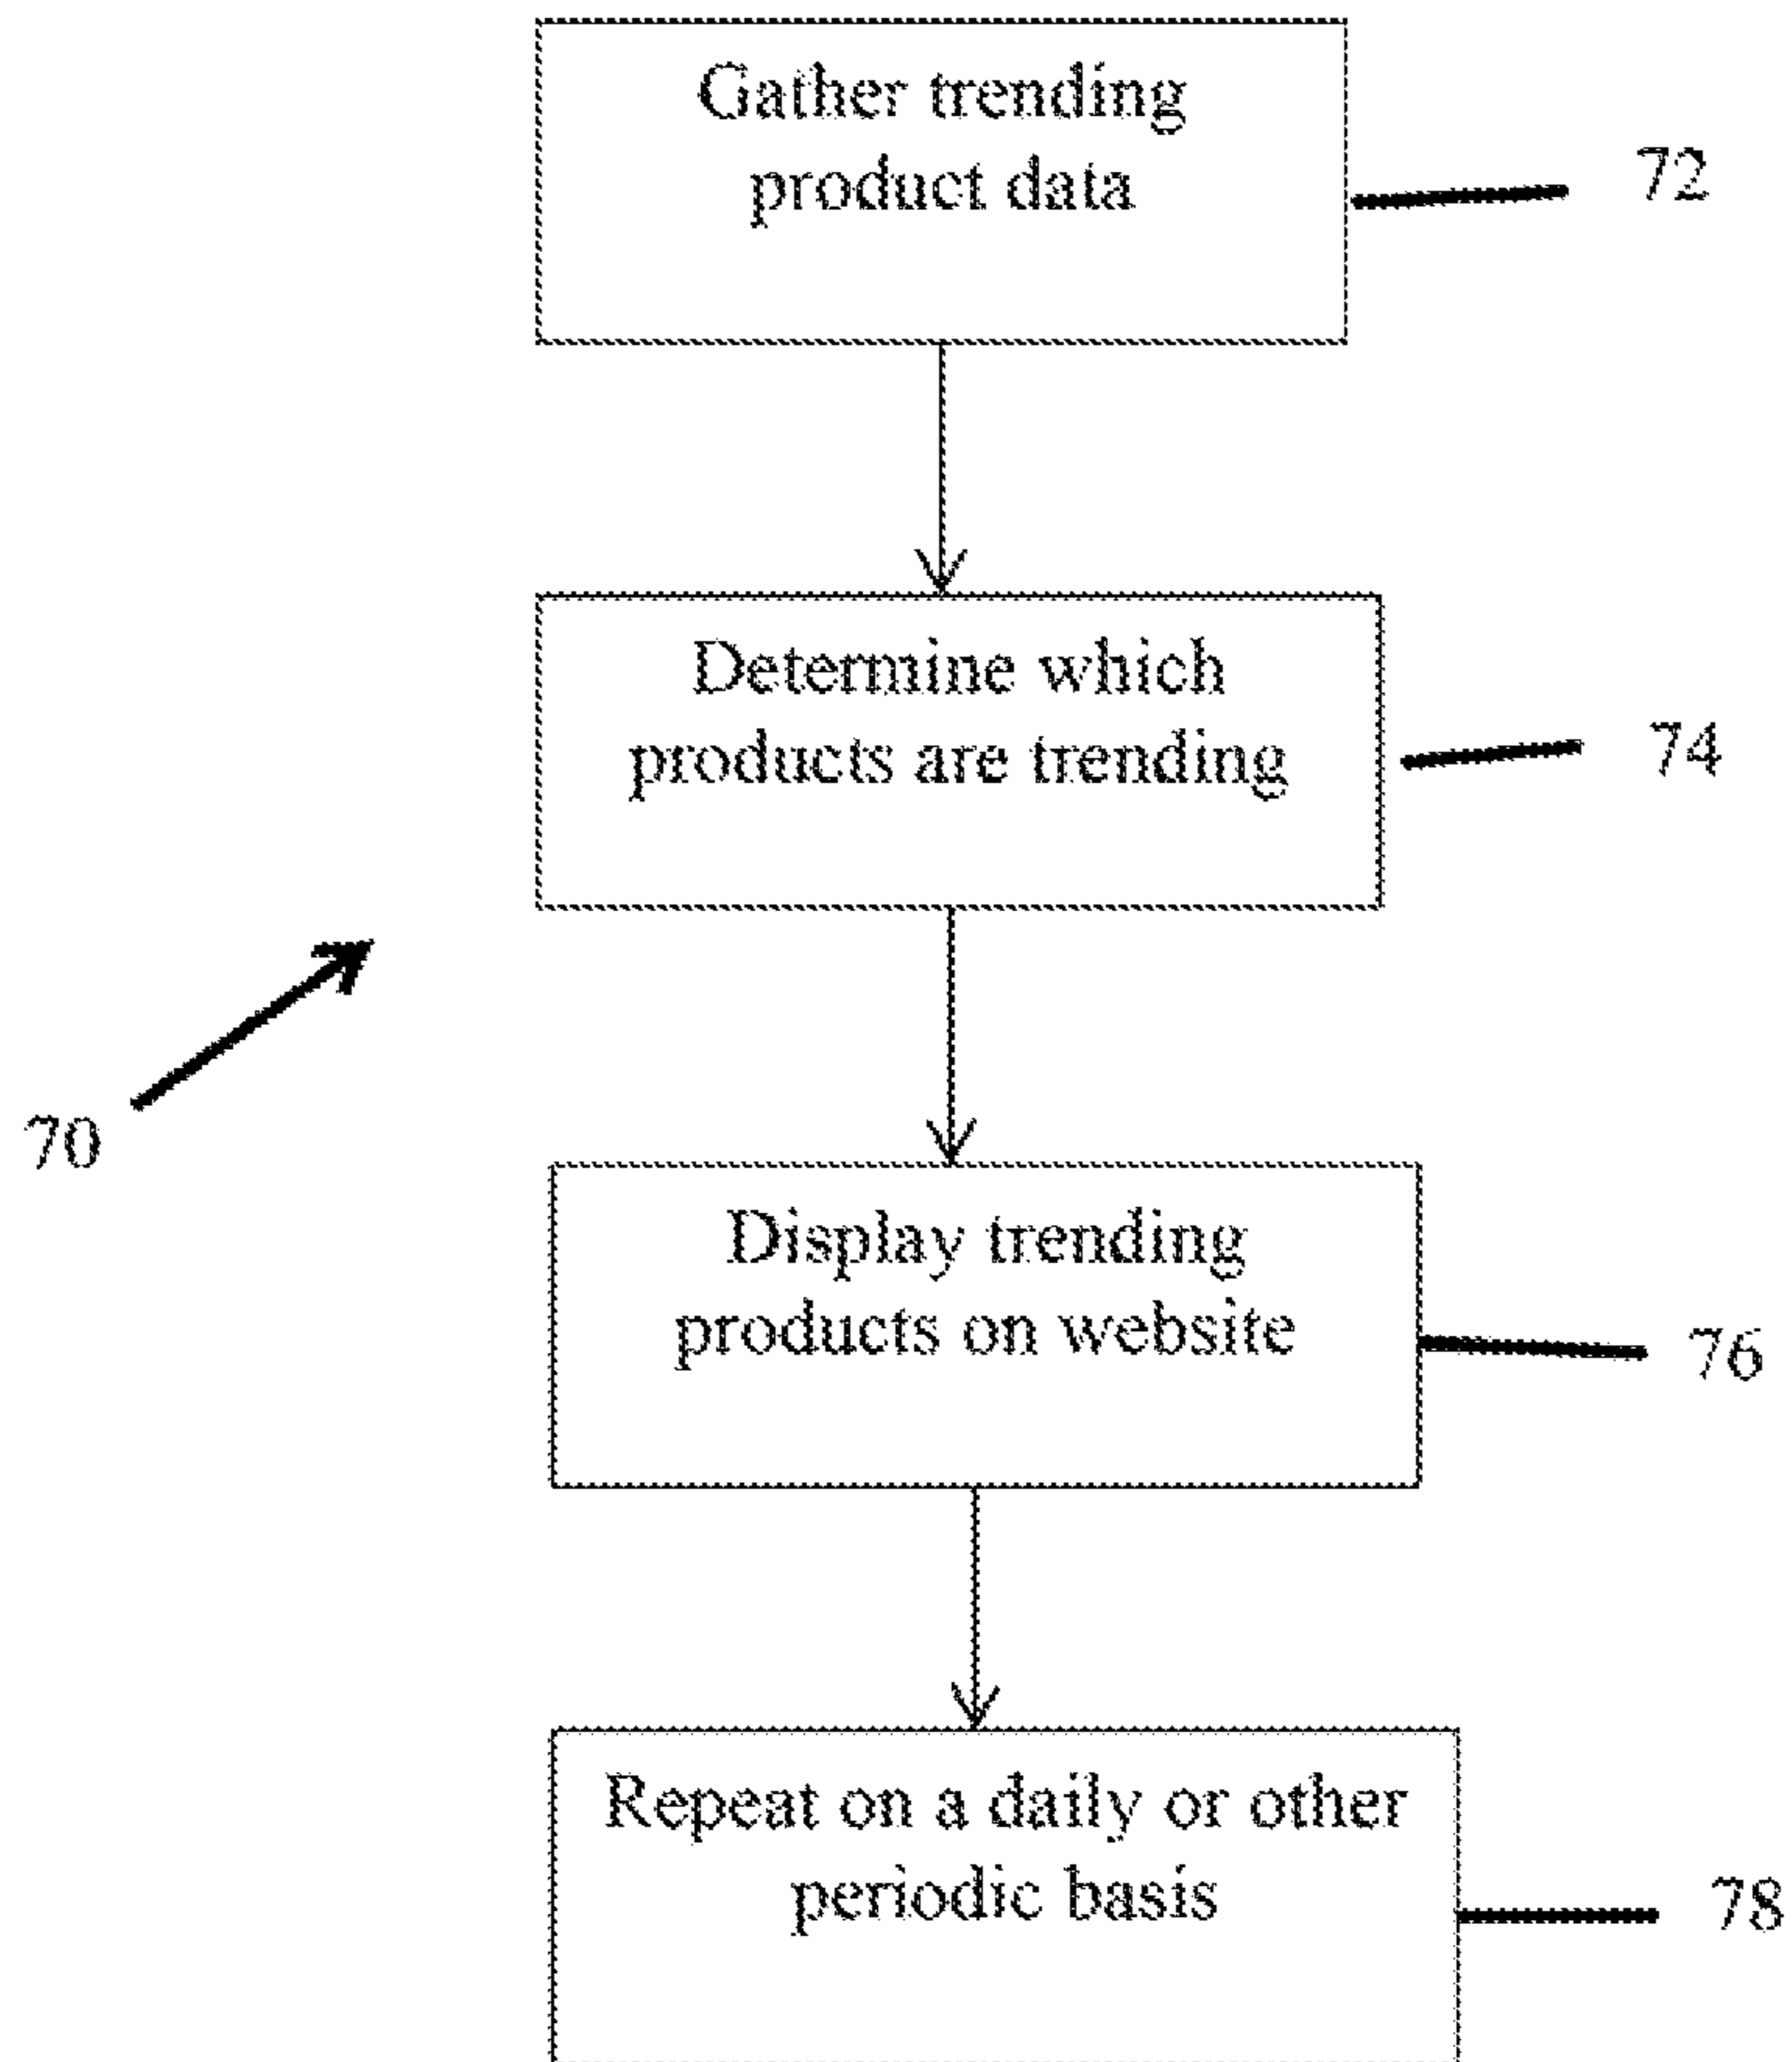 Gather trending
product data
72
Determine which
products are trending
74
70
Display trending
products on website
76
Repeat on a daily or other
periodic basis
78